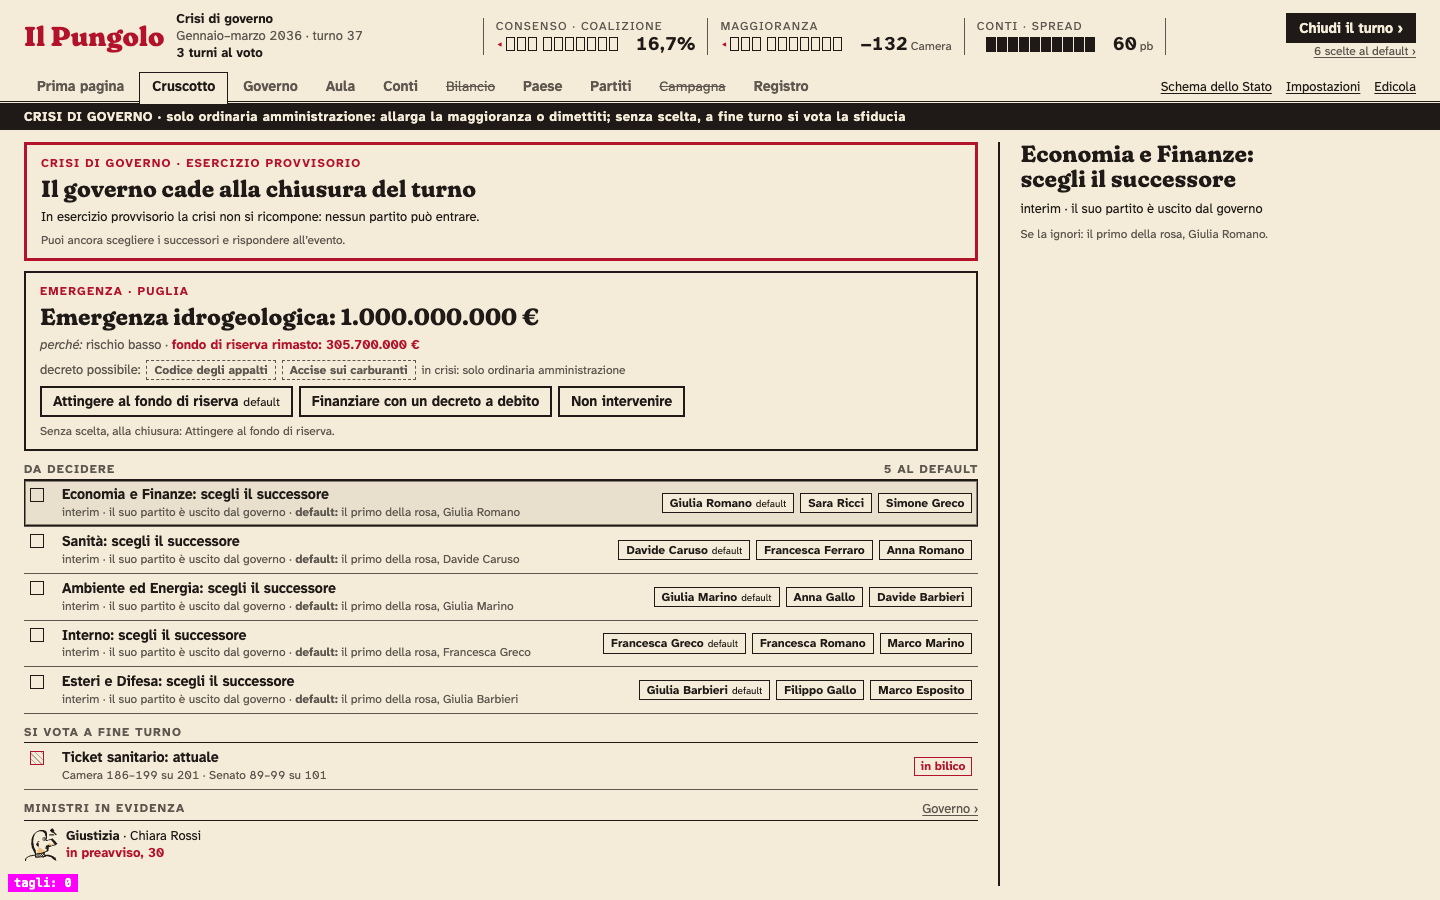 Il Pungolo
Crisi di governo
Gennaio–marzo 2036 · turno 37
3 turni al voto
CONSENSO · COALIZIONE
16,7%
MAGGIORANZA
−132 Camera
CONTI · SPREAD
60 pb
Chiudi il turno ›
6 scelte al default ›
Prima pagina Cruscotto Governo Aula Conti Bilancio Paese Partiti Campagna Registro
Schema dello Stato Impostazioni Edicola
CRISI DI GOVERNO · solo ordinaria amministrazione: allarga la maggioranza o dimettiti; senza scelta, a fine turno si vota la sfiducia
CRISI DI GOVERNO · ESERCIZIO PROVVISORIO
Il governo cade alla chiusura del turno
In esercizio provvisorio la crisi non si ricompone: nessun partito può entrare.
Puoi ancora scegliere i successori e rispondere all’evento.
EMERGENZA · PUGLIA
Emergenza idrogeologica: 1.000.000.000 €
perché: rischio basso · fondo di riserva rimasto: 305.700.000 €
decreto possibile: Codice degli appalti Accise sui carburanti in crisi: solo ordinaria amministrazione
Attingere al fondo di riserva default Finanziare con un decreto a debito Non intervenire
Senza scelta, alla chiusura: Attingere al fondo di riserva.
DA DECIDERE 5 AL DEFAULT
Economia e Finanze: scegli il successore
interim · il suo partito è uscito dal governo · default: il primo della rosa, Giulia Romano
Giulia Romano default Sara Ricci Simone Greco
Sanità: scegli il successore
interim · il suo partito è uscito dal governo · default: il primo della rosa, Davide Caruso
Davide Caruso default Francesca Ferraro Anna Romano
Ambiente ed Energia: scegli il successore
interim · il suo partito è uscito dal governo · default: il primo della rosa, Giulia Marino
Giulia Marino default Anna Gallo Davide Barbieri
Interno: scegli il successore
interim · il suo partito è uscito dal governo · default: il primo della rosa, Francesca Greco
Francesca Greco default Francesca Romano Marco Marino
Esteri e Difesa: scegli il successore
interim · il suo partito è uscito dal governo · default: il primo della rosa, Giulia Barbieri
Giulia Barbieri default Filippo Gallo Marco Esposito
SI VOTA A FINE TURNO
Ticket sanitario: attuale
Camera 186–199 su 201 · Senato 89–99 su 101
in bilico
MINISTRI IN EVIDENZA Governo ›
Giustizia · Chiara Rossi
in preavviso, 30
tagli: 0
Economia e Finanze:
scegli il successore
interim · il suo partito è uscito dal governo
Se la ignori: il primo della rosa, Giulia Romano.